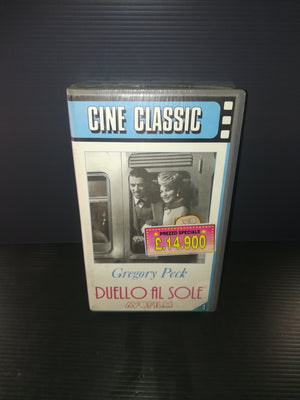 CINE CLASSIC
PREZZO SPECIALE
£.14.900
Gregory Peck
DUELLO AL SOLE
AVOFILM